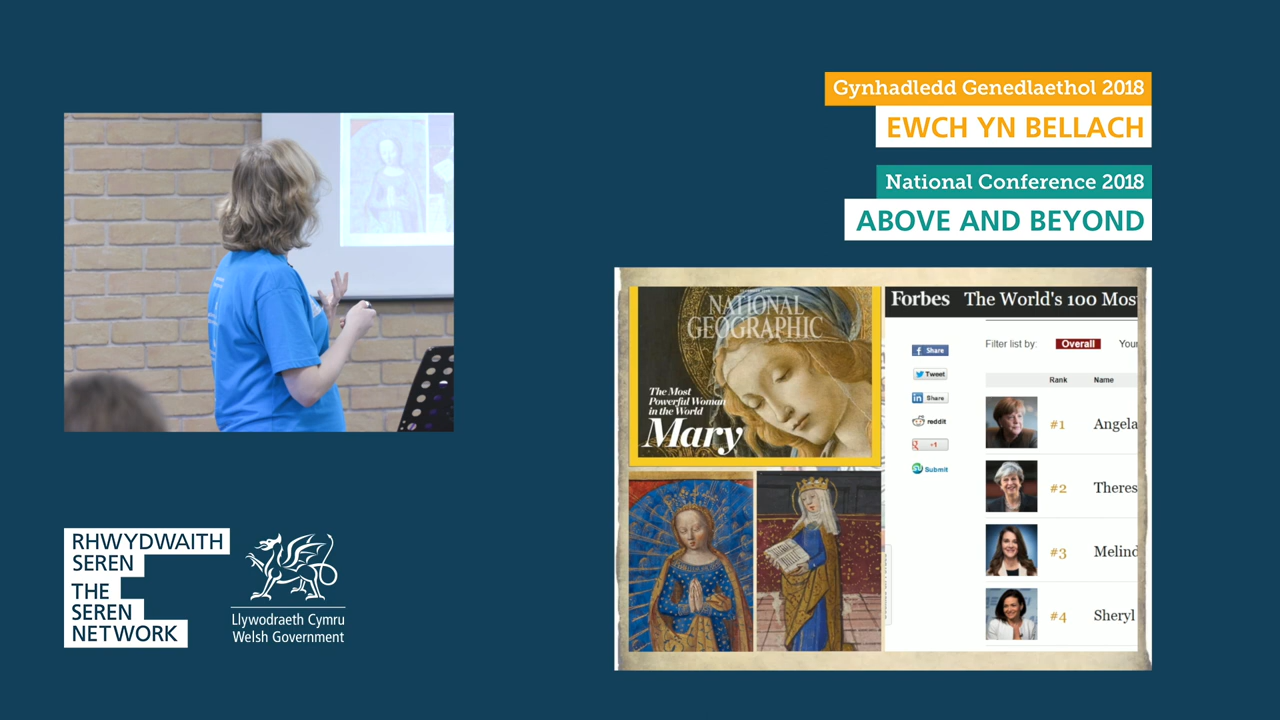 Gynhadledd Genedlaethol 2018
EWCH YN BELLACH
National Conference 2018
ABOVE AND BEYOND
NATIONAL
GEOGRAPHIC
The Most
Powerful Woman
in the World
Mary
Forbes The World's 100 Mos
Filter list by: Overall You
Rank Name
Share
#1 Angela
Tweet
Share
reddit
+1
#2 Theres
Submit
#3 Melind
#4 Sheryl
RHWYDWAITH
SEREN
THE
SEREN
NETWORK
Llywodraeth Cymru
Welsh Government